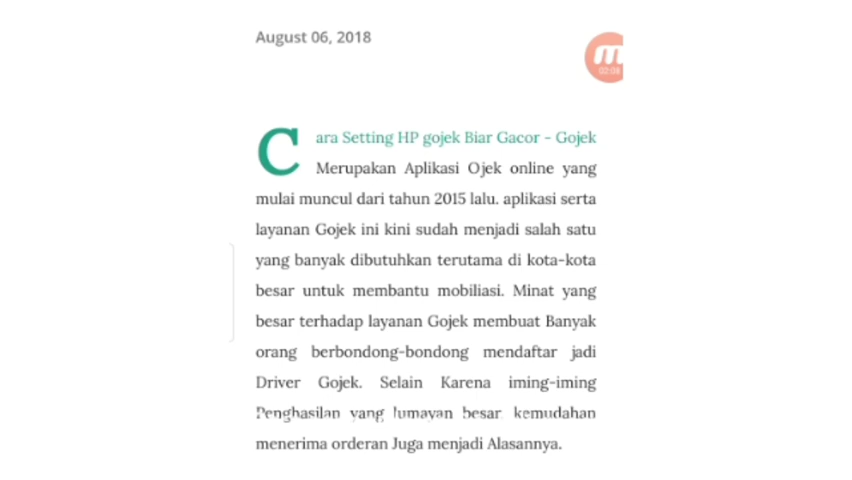 August 06, 2018
m
02:08
Cara Setting HP gojek Biar Gacor - Gojek
Merupakan Aplikasi Ojek online yang
mulai muncul dari tahun 2015 lalu. aplikasi serta
layanan Gojek ini kini sudah menjadi salah satu
yang banyak dibutuhkan terutama di kota-kota
besar untuk membantu mobiliasi. Minat yang
besar terhadap layanan Gojek membuat Banyak
orang berbondong-bondong mendaftar jadi
Driver Gojek. Selain Karena iming-iming
Penghasilan yang lumayan besar kemudahan
menerima orderan Juga menjadi Alasannya.